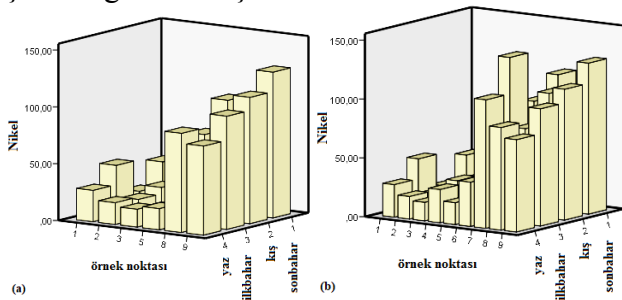 150,00
100,00
50,00
,00
Nikel
1 2 3 5 8 9
4 3 2 1
yaz ilkbahar kış sonbahar
örnek noktası
(a)
150,00
100,00
50,00
,00
Nikel
1 2 3 4 5 6 7 8 9
4 3 2 1
yaz ilkbahar kış sonbahar
örnek noktası
(b)